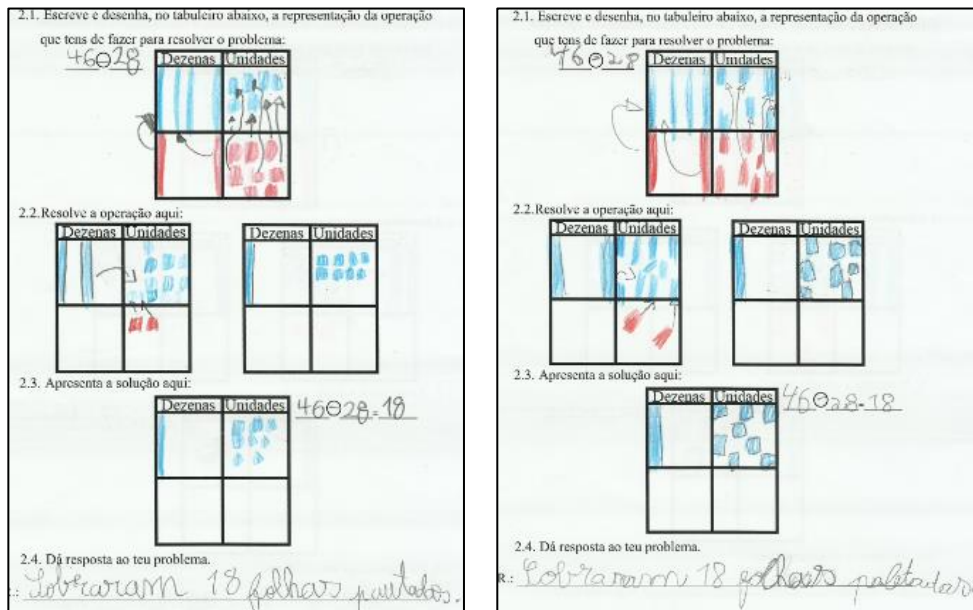 2.1. Escreve e desenha, no tabuleiro abaixo, a representação da operação
que tens de fazer para resolver o problema:
46⊖28
Dezenas Unidades
2.2.Resolve a operação aqui:
Dezenas Unidades
Dezenas Unidades
2.3. Apresenta a solução aqui:
Dezenas Unidades
46⊖28=18
2.4. Dá resposta ao teu problema.
Sobraram 18 folhas pautadas.
2.1. Escreve e desenha, no tabuleiro abaixo, a representação da operação
que tens de fazer para resolver o problema:
46⊖28
Dezenas Unidades
2.2.Resolve a operação aqui:
Dezenas Unidades
Dezenas Unidades
2.3. Apresenta a solução aqui:
Dezenas Unidades
46⊖28=18
2.4. Dá resposta ao teu problema.
R.: Sobraram 18 folhas